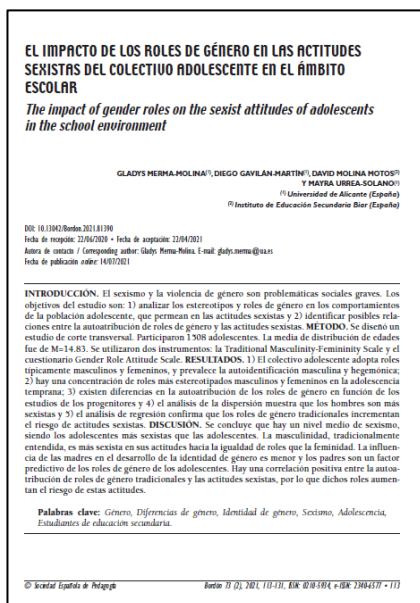 EL IMPACTO DE LOS ROLES DE GÉNERO EN LAS ACTITUDES
SEXISTAS DEL COLECTIVO ADOLESCENTE EN EL ÁMBITO
ESCOLAR
The impact of gender roles on the sexist attitudes of adolescents
in the school environment
GLADYS MERMA-MOLINA(1), DIEGO GAVILÁN-MARTÍN(1), DAVID MOLINA MOTOS(2)
Y MAYRA URREA-SOLANO(1)
(1) Universidad de Alicante (España)
(2) Instituto de Educación Secundaria Biar (España)
DOI: 10.13042/Bordon.2021.81390
Fecha de recepción: 22/06/2020 • Fecha de aceptación: 22/04/2021
Autora de contacto / Corresponding author: Gladys Merma-Molina. E-mail: gladys.merma@ua.es
Fecha de publicación online: 14/07/2021
INTRODUCCIÓN. El sexismo y la violencia de género son problemáticas sociales graves. Los
objetivos del estudio son: 1) analizar los estereotipos y roles de género en los comportamientos
de la población adolescente, que permean en las actitudes sexistas y 2) identificar posibles rela-
ciones entre la autoatribución de roles de género y las actitudes sexistas. MÉTODO. Se diseñó un
estudio de corte transversal. Participaron 1508 adolescentes. La media de distribución de edades
fue de M=14.83. Se utilizaron dos instrumentos: la Traditional Masculinity-Femininity Scale y el
cuestionario Gender Role Attitude Scale. RESULTADOS. 1) El colectivo adolescente adopta roles
típicamente masculinos y femeninos, y prevalece la autoidentificación masculina y hegemónica;
2) hay una concentración de roles más estereotipados masculinos y femeninos en la adolescencia
temprana; 3) existen diferencias en la autoatribución de los roles de género en función de los
estudios de los progenitores y 4) el análisis de la dispersión muestra que los hombres son más
sexistas y 5) el análisis de regresión confirma que los roles de género tradicionales incrementan
el riesgo de actitudes sexistas. DISCUSIÓN. Se concluye que hay un nivel medio de sexismo,
siendo los adolescentes más sexistas que las adolescentes. La masculinidad, tradicionalmente
entendida, es más sexista en sus actitudes hacia la igualdad de roles que la feminidad. La influen-
cia de las madres en el desarrollo de la identidad de género es menor y los padres son un factor
predictivo de los roles de género de los adolescentes. Hay una correlación positiva entre la autoa-
tribución de roles de género tradicionales y las actitudes sexistas, por lo que dichos roles aumen-
tan el riesgo de estas actitudes.
Palabras clave: Género, Diferencias de género, Identidad de género, Sexismo, Adolescencia,
Estudiantes de educación secundaria.
© Sociedad Española de Pedagogía Bordón 73 (2), 2021, 113-131, ISSN: 0210-5934, e-ISSN: 2340-6577 • 113